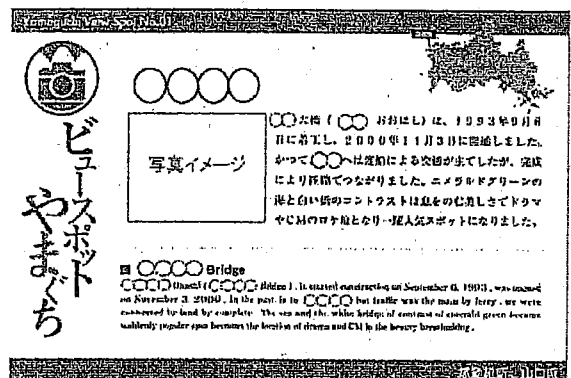 Yamaguchi View Spot No.01
ビュースポット
やまぐち
○○○○
○○大橋(○○ おおはし)は、1993年9月6
日に着工し、2000年11月3日に開通しました。
かつて○○へは渡船による交通が主でしたが、完成
により陸路でつながりました。エメラルドグリーンの
海と白い橋のコントラストは息をのむ美しさでドラマ
やCMのロケ地となり一躍人気スポットになりました。
写真イメージ
○○○○ Bridge
○○○○ Ohashi (○○○○ Bridge), It started construction on September 6, 1993, was opened
on November 3, 2000. In the past is to ○○○○ but traffic was the main by ferry, we were
connected by land by complete. The sea and the white bridge of contrast of emerald green became
suddenly popular spot becomes the location of drama and CM in the beauty breathtaking.